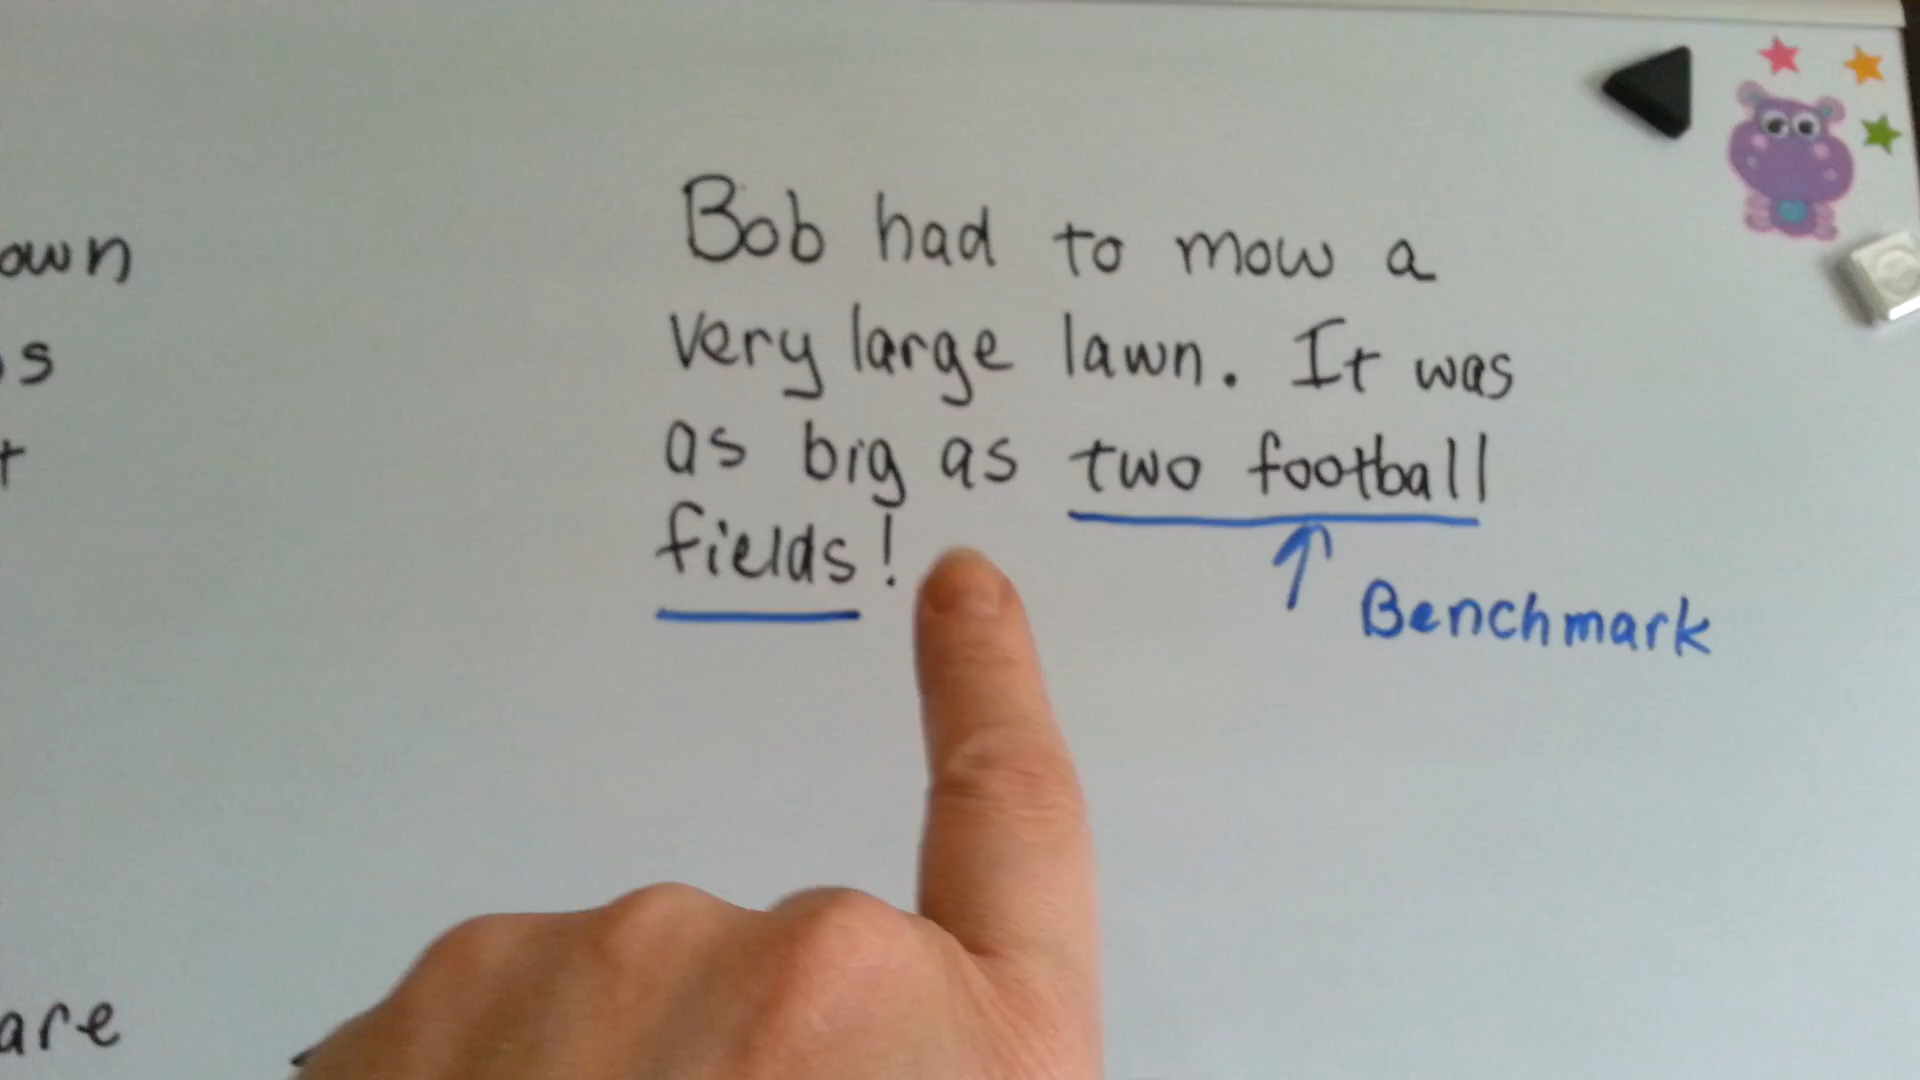 Bob had to mow a
very large lawn. It was
as big as two football
fields!
Benchmark
own
s
t
are